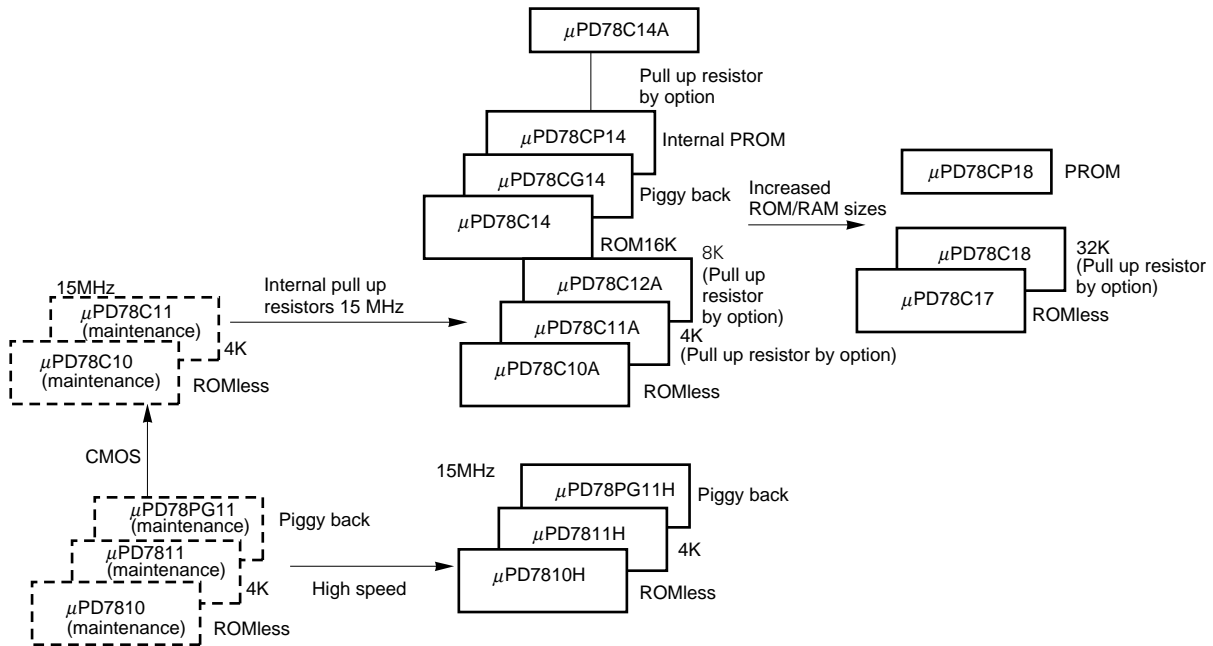 μPD78C14A
Pull up resistor
by option
μPD78CP14
Internal PROM
μPD78CG14
Piggy back
μPD78C14
ROM16K
Increased
ROM/RAM sizes
μPD78CP18
PROM
μPD78C18
32K
(Pull up resistor
by option)
μPD78C17
ROMless
8K
(Pull up
resistor
by option)
μPD78C12A
μPD78C11A
4K
(Pull up resistor by option)
μPD78C10A
ROMless
Internal pull up
resistors 15 MHz
15MHz
μPD78C11
(maintenance)
4K
μPD78C10
(maintenance)
ROMless
CMOS
μPD78PG11
(maintenance)
Piggy back
μPD7811
(maintenance)
4K
μPD7810
(maintenance)
ROMless
High speed
15MHz
μPD78PG11H
Piggy back
μPD7811H
4K
μPD7810H
ROMless